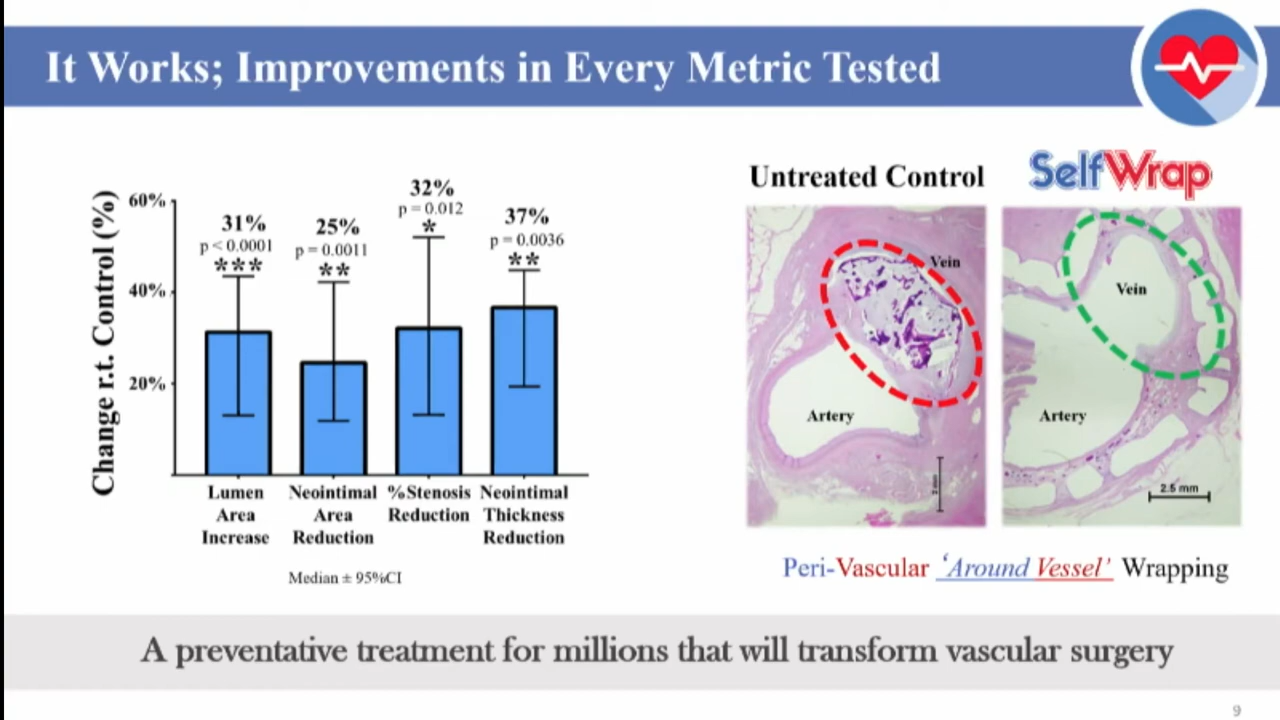 It Works; Improvements in Every Metric Tested
Change r.t. Control (%)
60%
40%
20%
31%
p < 0.0001
***
25%
p = 0.0011
**
32%
p = 0.012
*
37%
p = 0.0036
**
Lumen
Area
Increase
Neointimal
Area
Reduction
%Stenosis
Reduction
Neointimal
Thickness
Reduction
Median ± 95%CI
Untreated Control
SelfWrap
Vein
Artery
Vein
Artery
2.5 mm
Peri-Vascular ‘Around Vessel’ Wrapping
A preventative treatment for millions that will transform vascular surgery
9